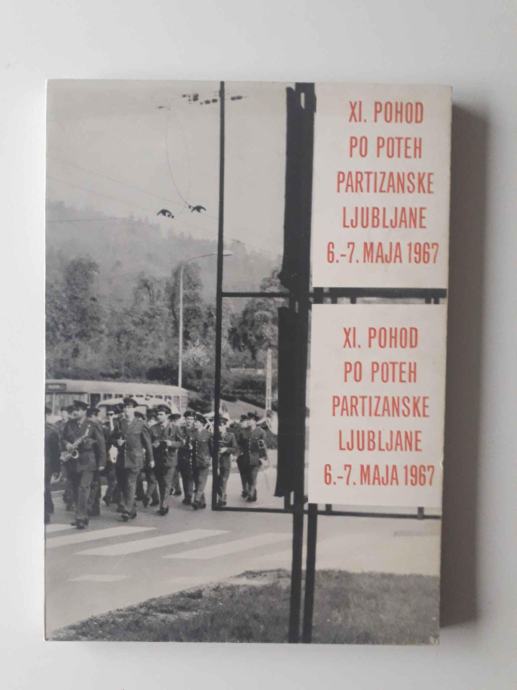 XI. POHOD
PO POTEH
PARTIZANSKE
LJUBLJANE
6.-7. MAJA 1967
XI. POHOD
PO POTEH
PARTIZANSKE
LJUBLJANE
6.-7. MAJA 1967